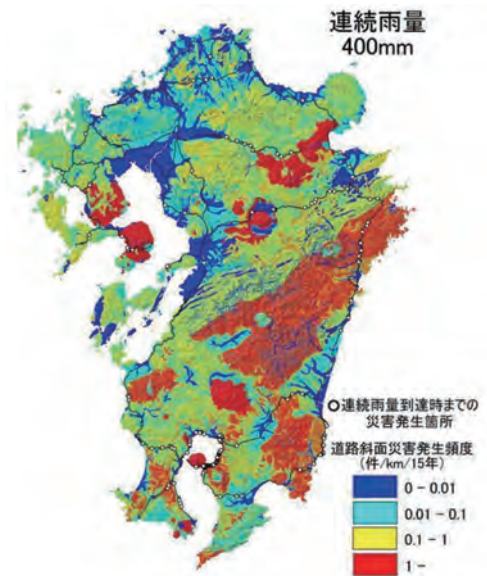 連続雨量
400mm
○連続雨量到達時までの
災害発生箇所
道路斜面災害発生頻度
(件/km/15年)
0 - 0.01
0.01 - 0.1
0.1 - 1
1 -